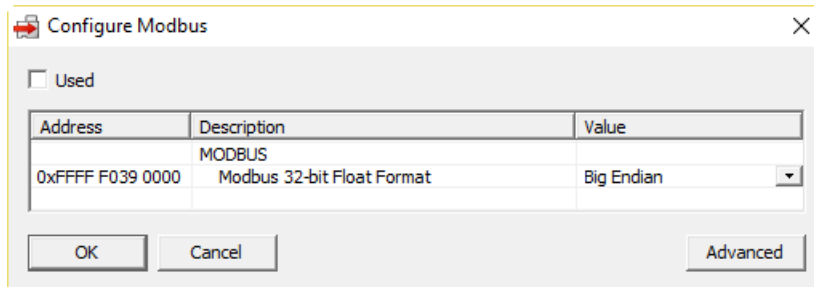 Configure Modbus
Used
Address Description Value
MODBUS
0xFFFF F039 0000 Modbus 32-bit Float Format Big Endian
OK Cancel Advanced